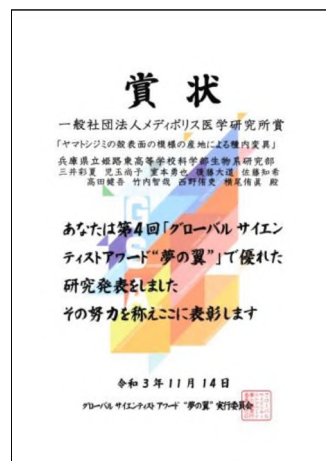 賞状
一般社団法人メディポリス医学研究所賞
「ヤマトシジミの殻表面の模様の産地による種内変異」
兵庫県立姫路東高等学校科学部生物系研究部
三井彩夏 児玉尚子 重本勇也 後藤大道 佐藤知希
高田健吾 竹内智哉 西野侑吏 横尾侑眞 殿
あなたは第4回「グローバル サイエン
ティストアワード“夢の翼”」で優れた
研究発表をしました
その努力を称えここに表彰します
令和3年11月14日
グローバル サイエンティスト アワード “夢の翼” 実行委員会